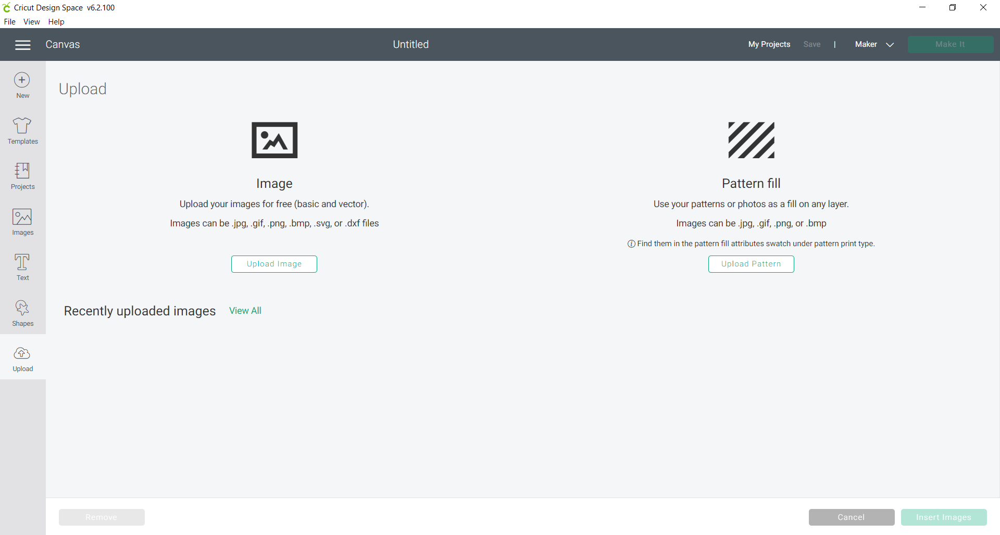 Cricut Design Space v6.2.100
File View Help
Canvas
Untitled
My Projects Save | Maker Make It
New
Templates
Projects
Images
Text
Shapes
Upload
Upload
Image
Upload your images for free (basic and vector).
Images can be .jpg, .gif, .png, .bmp, .svg, or .dxf files
Upload Image
Pattern fill
Use your patterns or photos as a fill on any layer.
Images can be .jpg, .gif, .png, or .bmp
Find them in the pattern fill attributes swatch under pattern print type.
Upload Pattern
Recently uploaded images View All
Remove
Cancel
Insert Images